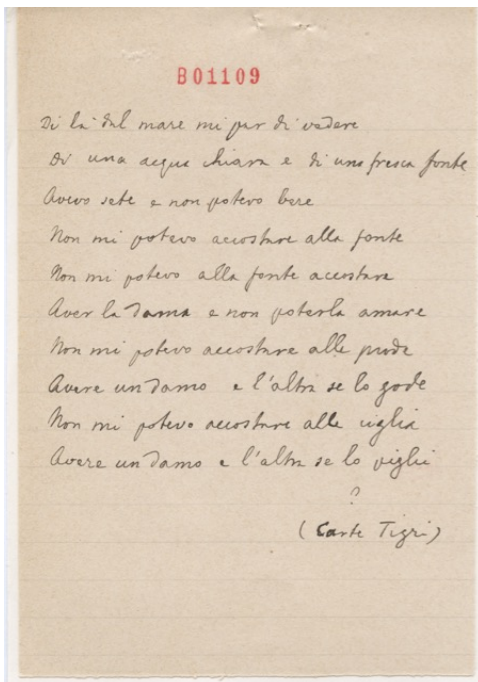 B01109
Di là dal mare mi par di vedere
Di una acqua chiara e di una fresca fonte
Avevo sete e non potevo bere
Non mi potevo accostare alla fonte
Non mi potevo alla fonte accostare
Aver la dama e non poterla amare
Non mi potevo accostare alle prode
Avere un damo e l'altra se lo gode
Non mi potevo accostare alle ciglia
Avere un damo e l'altra se lo pigli
?
(Carte Tigri)